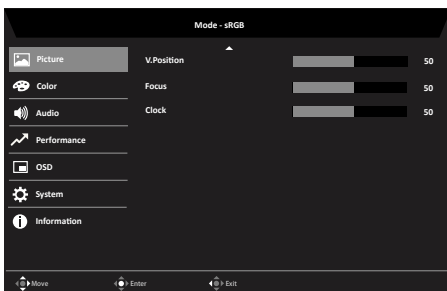 Mode - sRGB
Picture
V.Position 50
Color
Focus 50
Audio
Clock 50
Performance
OSD
System
Information
Move Enter Exit